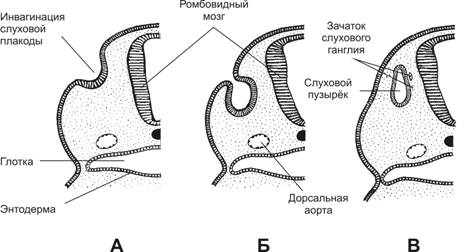 Инвагинация
слуховой
плакоды
Ромбовидный
мозг
Зачаток
слухового
ганглия
Слуховой
пузырёк
Глотка
Энтодерма
Дорсальная
аорта
А
Б
В